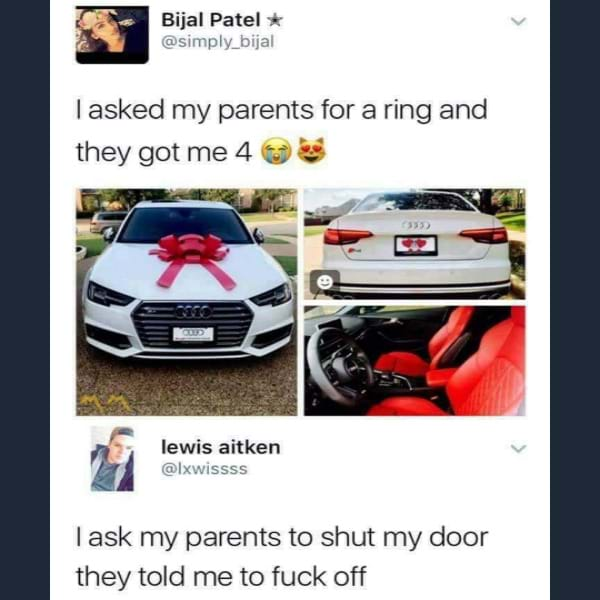 Bijal Patel ★
@simply_bijal
I asked my parents for a ring and
they got me 4 😭😻
lewis aitken
@lxwissss
I ask my parents to shut my door
they told me to fuck off